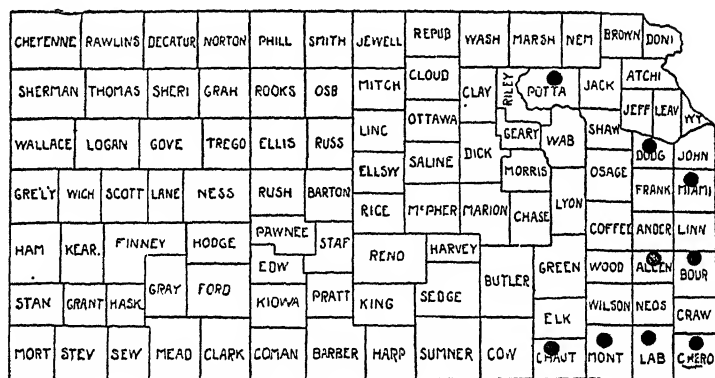 CHEYENNE RAWLINS DECATUR NORTON PHILL SMITH JEWELL REPUB WASH MARSH NEM BROWN DONI
SHERMAN THOMAS SHERI GRAH ROOKS OSB MITCH CLOUD CLAY RILEY POTTA JACK ATCHI
JEFF LEAV WY
WALLACE LOGAN GOVE TREGO ELLIS RUSS LINC OTTAWA DICK GEARY WAB SHAW DOUG JOHN
ELLSW SALINE MORRIS OSAGE
GRE'LY WICH SCOTT LANE NESS RUSH BARTON RICE McPHER MARION CHASE LYON FRANK MIAMI
COFFEE ANDER LINN
HAM KEAR. FINNEY HODGE PAWNEE STAF RENO HARVEY BUTLER GREEN WOOD ALLEN BOUR
EDW
STAN GRANT HASK. GRAY FORD KIOWA PRATT KING SEDGE ELK WILSON NEOS CRAW
MORT STEV SEW MEAD CLARK COMAN BARBER HARP SUMNER COW CHAUT MONT LAB CHERO